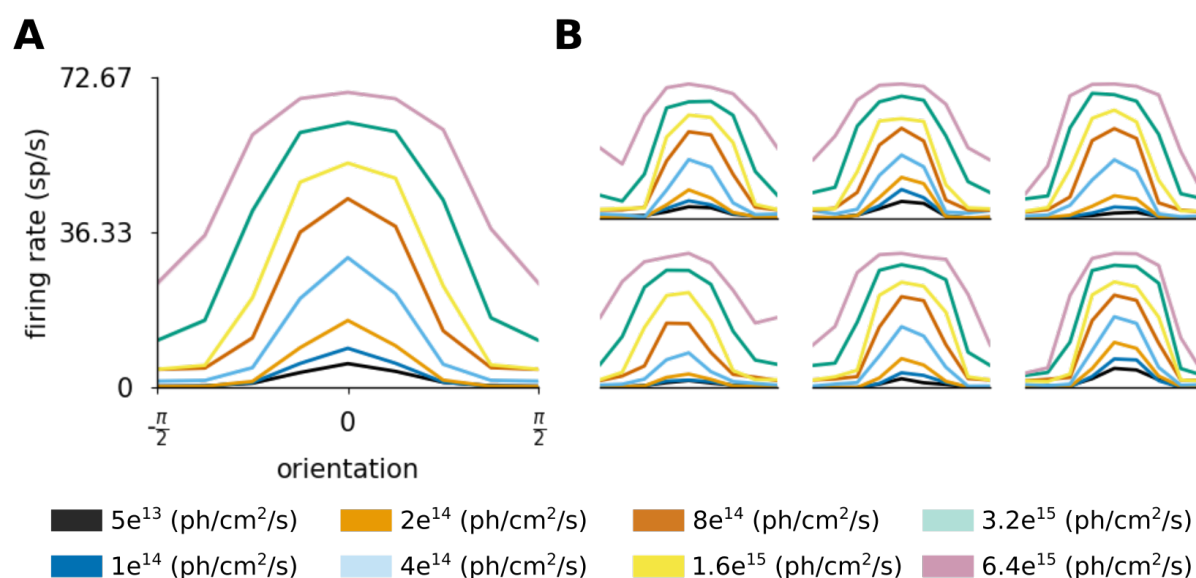 A
B
72.67
36.33
0
firing rate (sp/s)
-π/2
0
π/2
orientation
5e¹³ (ph/cm²/s)
2e¹⁴ (ph/cm²/s)
8e¹⁴ (ph/cm²/s)
3.2e¹⁵ (ph/cm²/s)
1e¹⁴ (ph/cm²/s)
4e¹⁴ (ph/cm²/s)
1.6e¹⁵ (ph/cm²/s)
6.4e¹⁵ (ph/cm²/s)